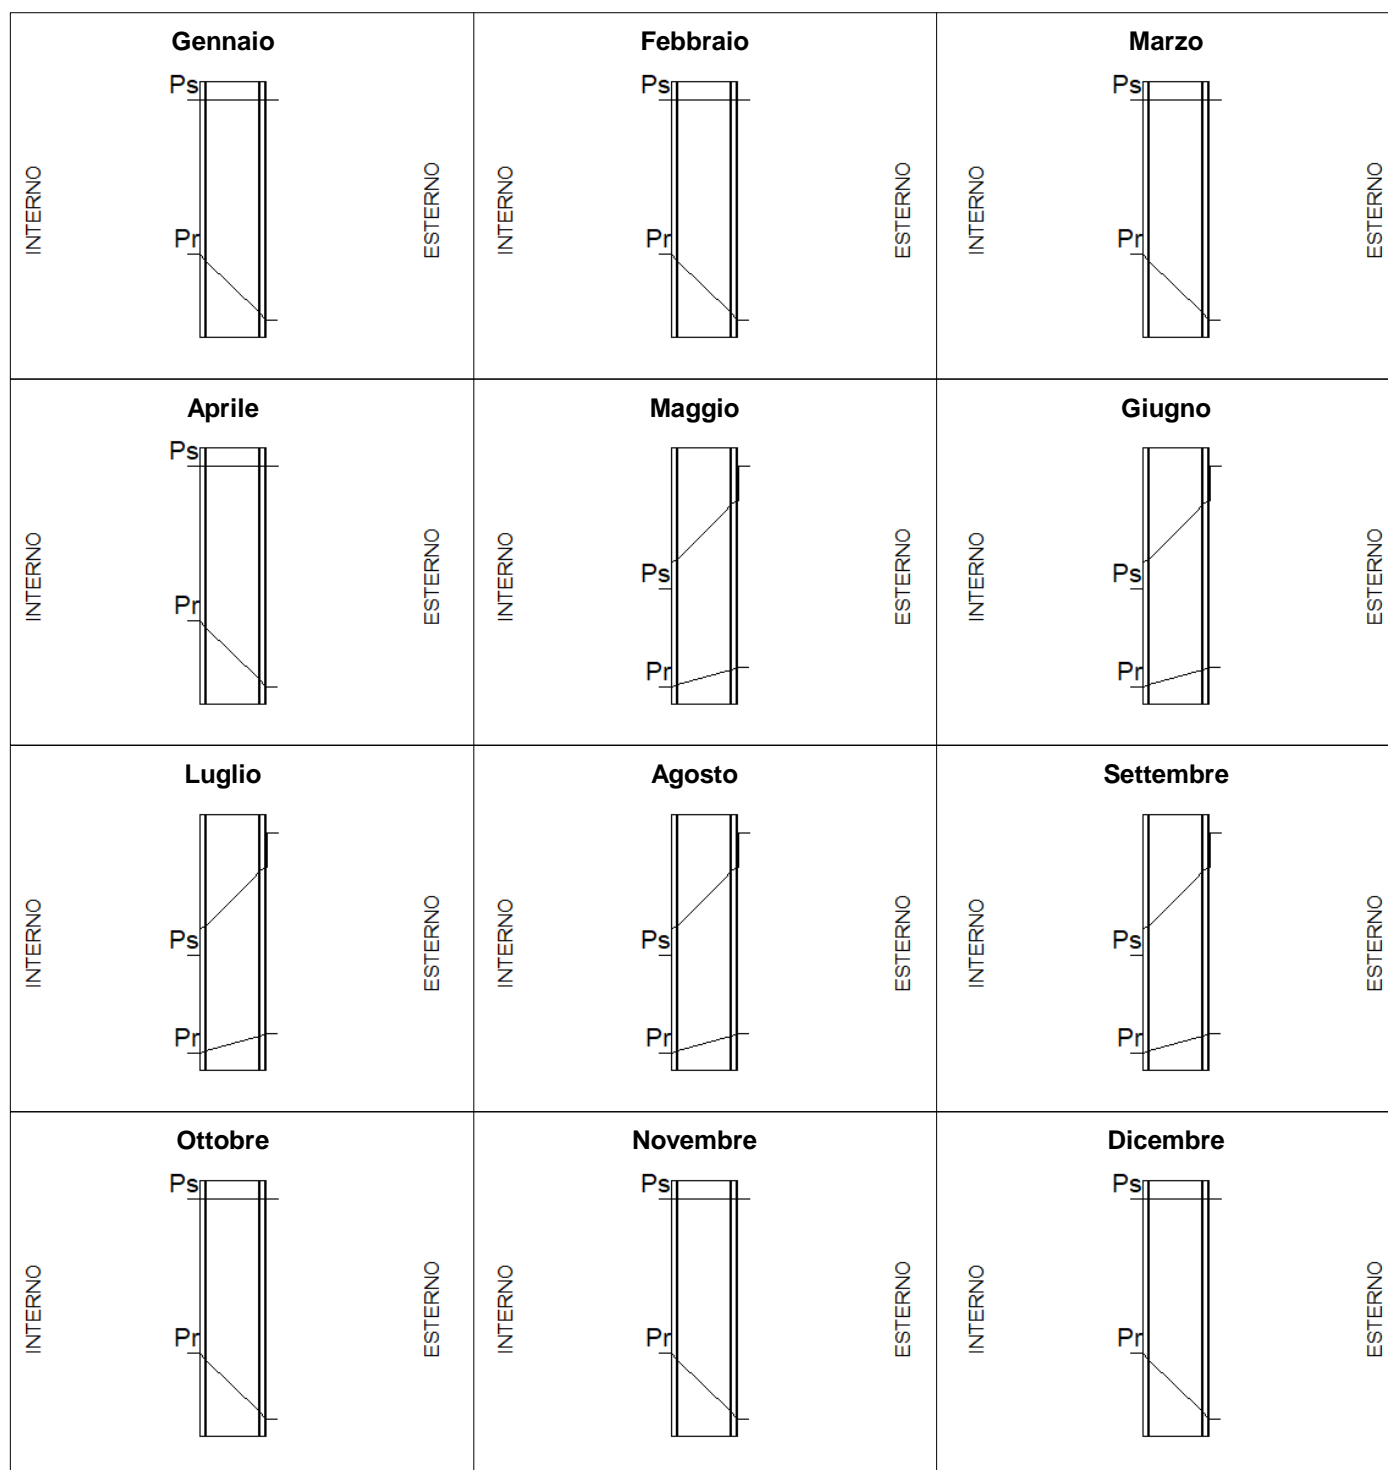 Gennaio
Ps
Pr
INTERNO
ESTERNO
Febbraio
Ps
Pr
INTERNO
ESTERNO
Marzo
Ps
Pr
INTERNO
ESTERNO
Aprile
Ps
Pr
INTERNO
ESTERNO
Maggio
Ps
Pr
INTERNO
ESTERNO
Giugno
Ps
Pr
INTERNO
ESTERNO
Luglio
Ps
Pr
INTERNO
ESTERNO
Agosto
Ps
Pr
INTERNO
ESTERNO
Settembre
Ps
Pr
INTERNO
ESTERNO
Ottobre
Ps
Pr
INTERNO
ESTERNO
Novembre
Ps
Pr
INTERNO
ESTERNO
Dicembre
Ps
Pr
INTERNO
ESTERNO